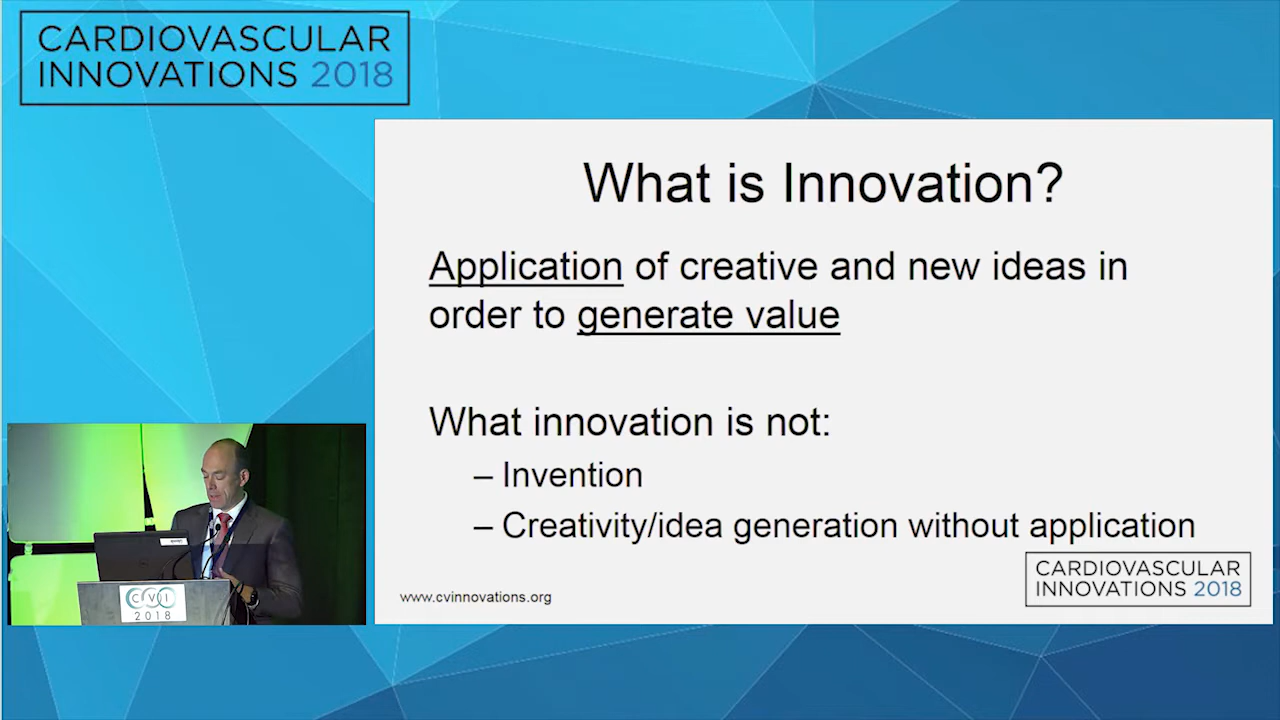 CARDIOVASCULAR
INNOVATIONS 2018
What is Innovation?
Application of creative and new ideas in
order to generate value
What innovation is not:
– Invention
– Creativity/idea generation without application
www.cvinnovations.org
CARDIOVASCULAR
INNOVATIONS 2018
CVI
2018